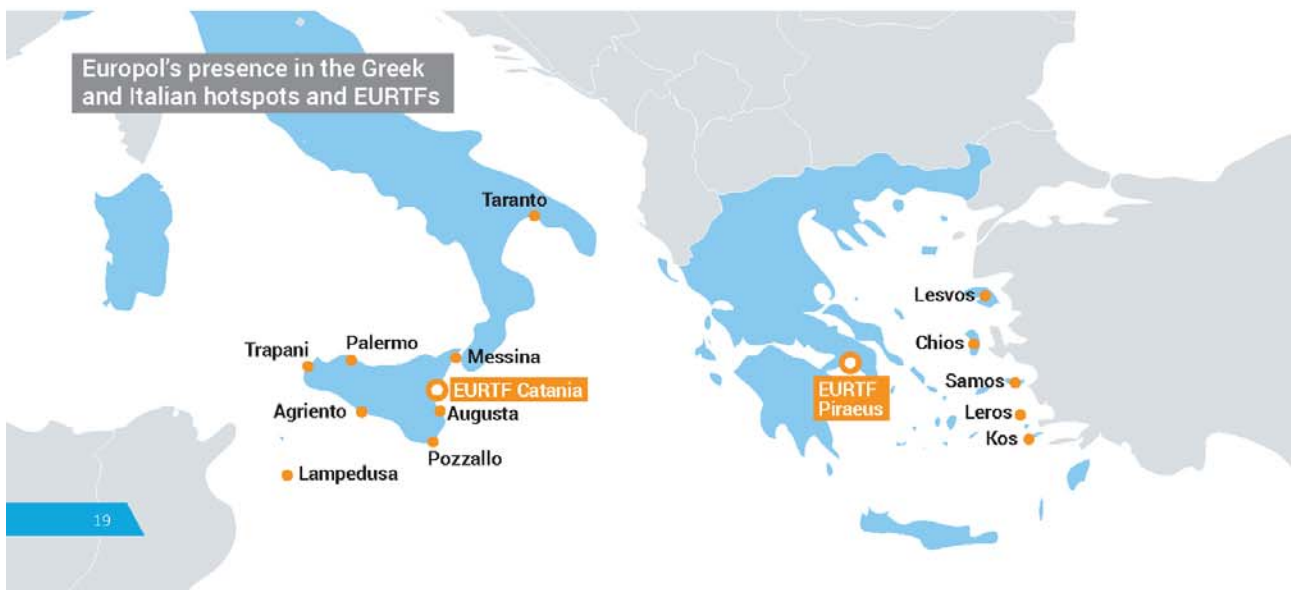 Europol's presence in the Greek
and Italian hotspots and EURTFs
Taranto
Lesvos
Chios
Trapani
Palermo
Messina
EURTF Catania
EURTF
Piraeus
Samos
Agriento
Augusta
Leros
Kos
Pozzallo
Lampedusa
19